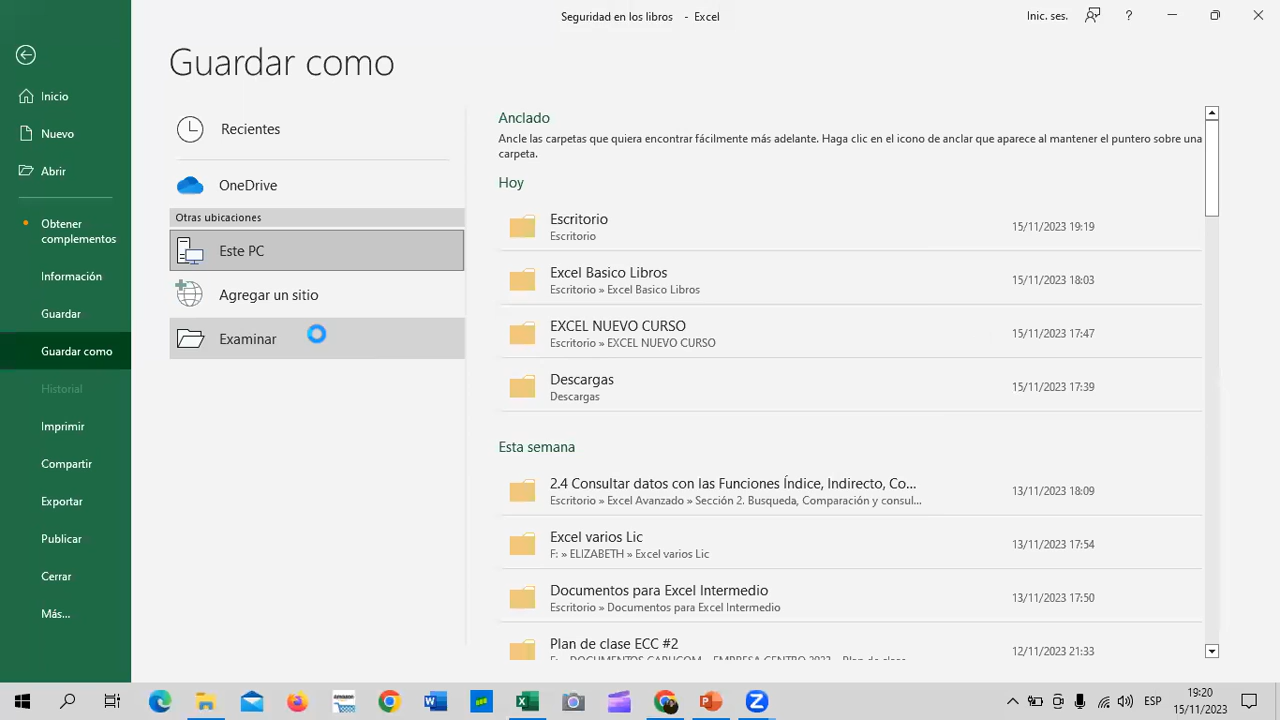 Seguridad en los libros - Excel
Inic. ses.
?
Guardar como
Inicio
Nuevo
Abrir
Obtener
complementos
Información
Guardar
Guardar como
Historial
Imprimir
Compartir
Exportar
Publicar
Cerrar
Más...
Recientes
OneDrive
Otras ubicaciones
Este PC
Agregar un sitio
Examinar
Anclado
Ancle las carpetas que quiera encontrar fácilmente más adelante. Haga clic en el icono de anclar que aparece al mantener el puntero sobre una
carpeta.
Hoy
Escritorio
15/11/2023 19:19
Escritorio
Excel Basico Libros
15/11/2023 18:03
Escritorio » Excel Basico Libros
EXCEL NUEVO CURSO
15/11/2023 17:47
Escritorio » EXCEL NUEVO CURSO
Descargas
15/11/2023 17:39
Descargas
Esta semana
2.4 Consultar datos con las Funciones Índice, Indirecto, Co...
13/11/2023 18:09
Escritorio » Excel Avanzado » Sección 2. Busqueda, Comparación y consul...
Excel varios Lic
13/11/2023 17:54
F: » ELIZABETH » Excel varios Lic
Documentos para Excel Intermedio
13/11/2023 17:50
Escritorio » Documentos para Excel Intermedio
Plan de clase ECC #2
12/11/2023 21:33
ESP
19:20
15/11/2023